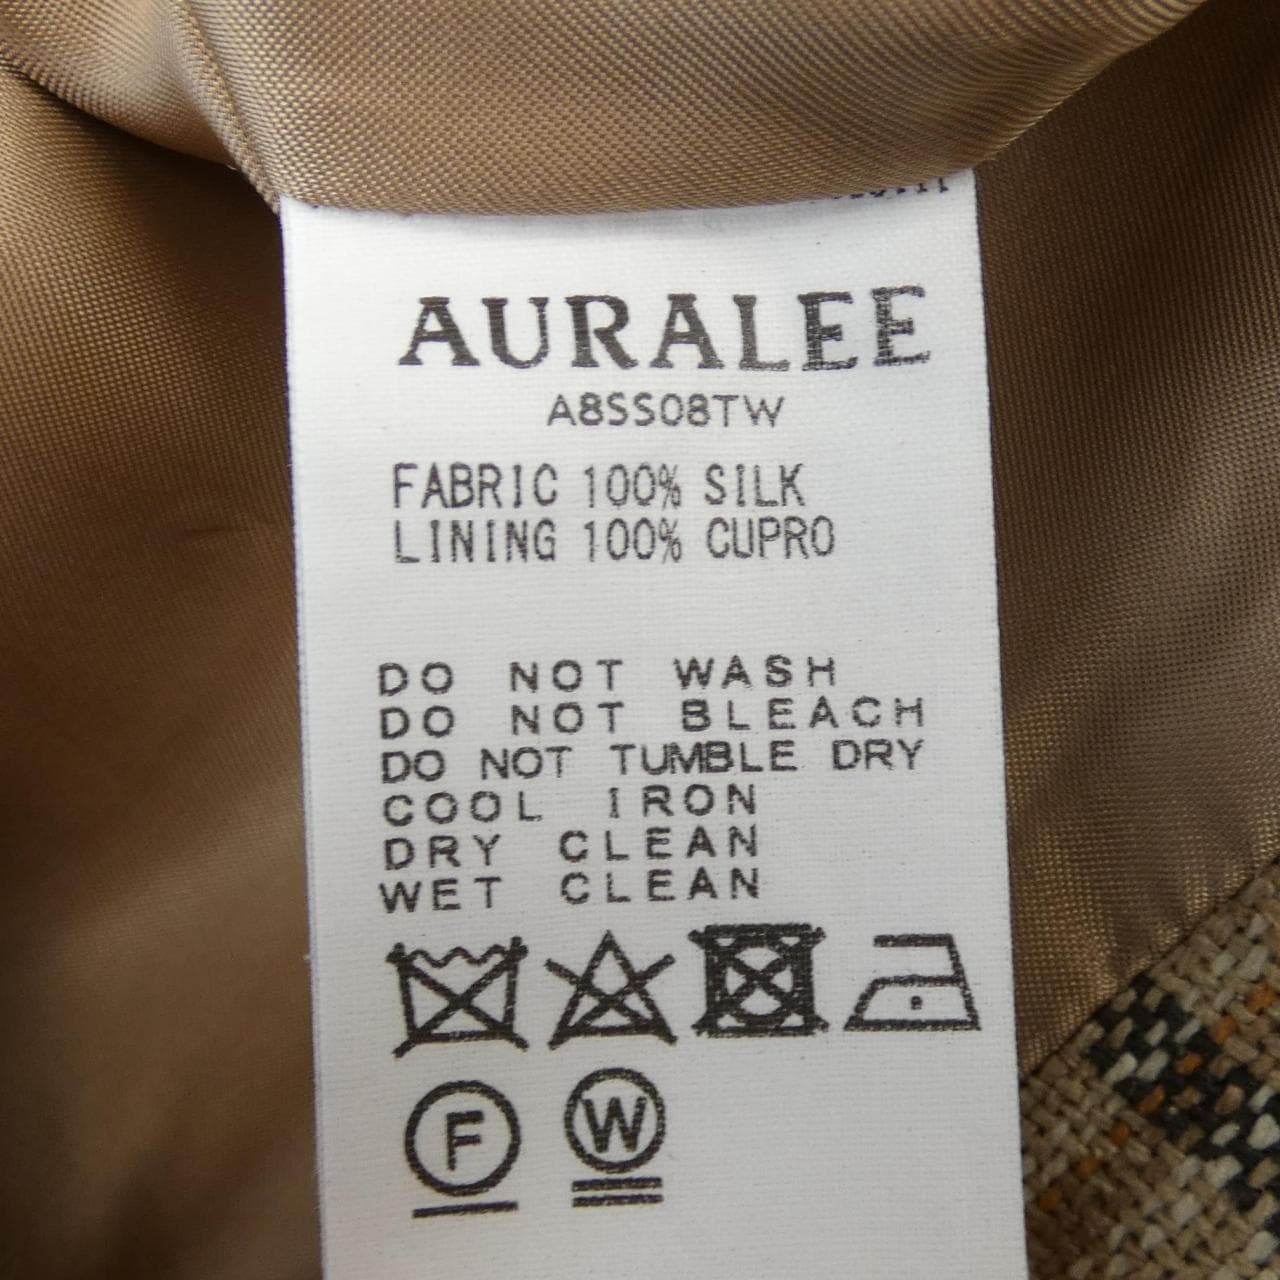 AURALEE
A8SS08TW
FABRIC 100% SILK
LINING 100% CUPRO
DO NOT WASH
DO NOT BLEACH
DO NOT TUMBLE DRY
COOL IRON
DRY CLEAN
WET CLEAN
F W